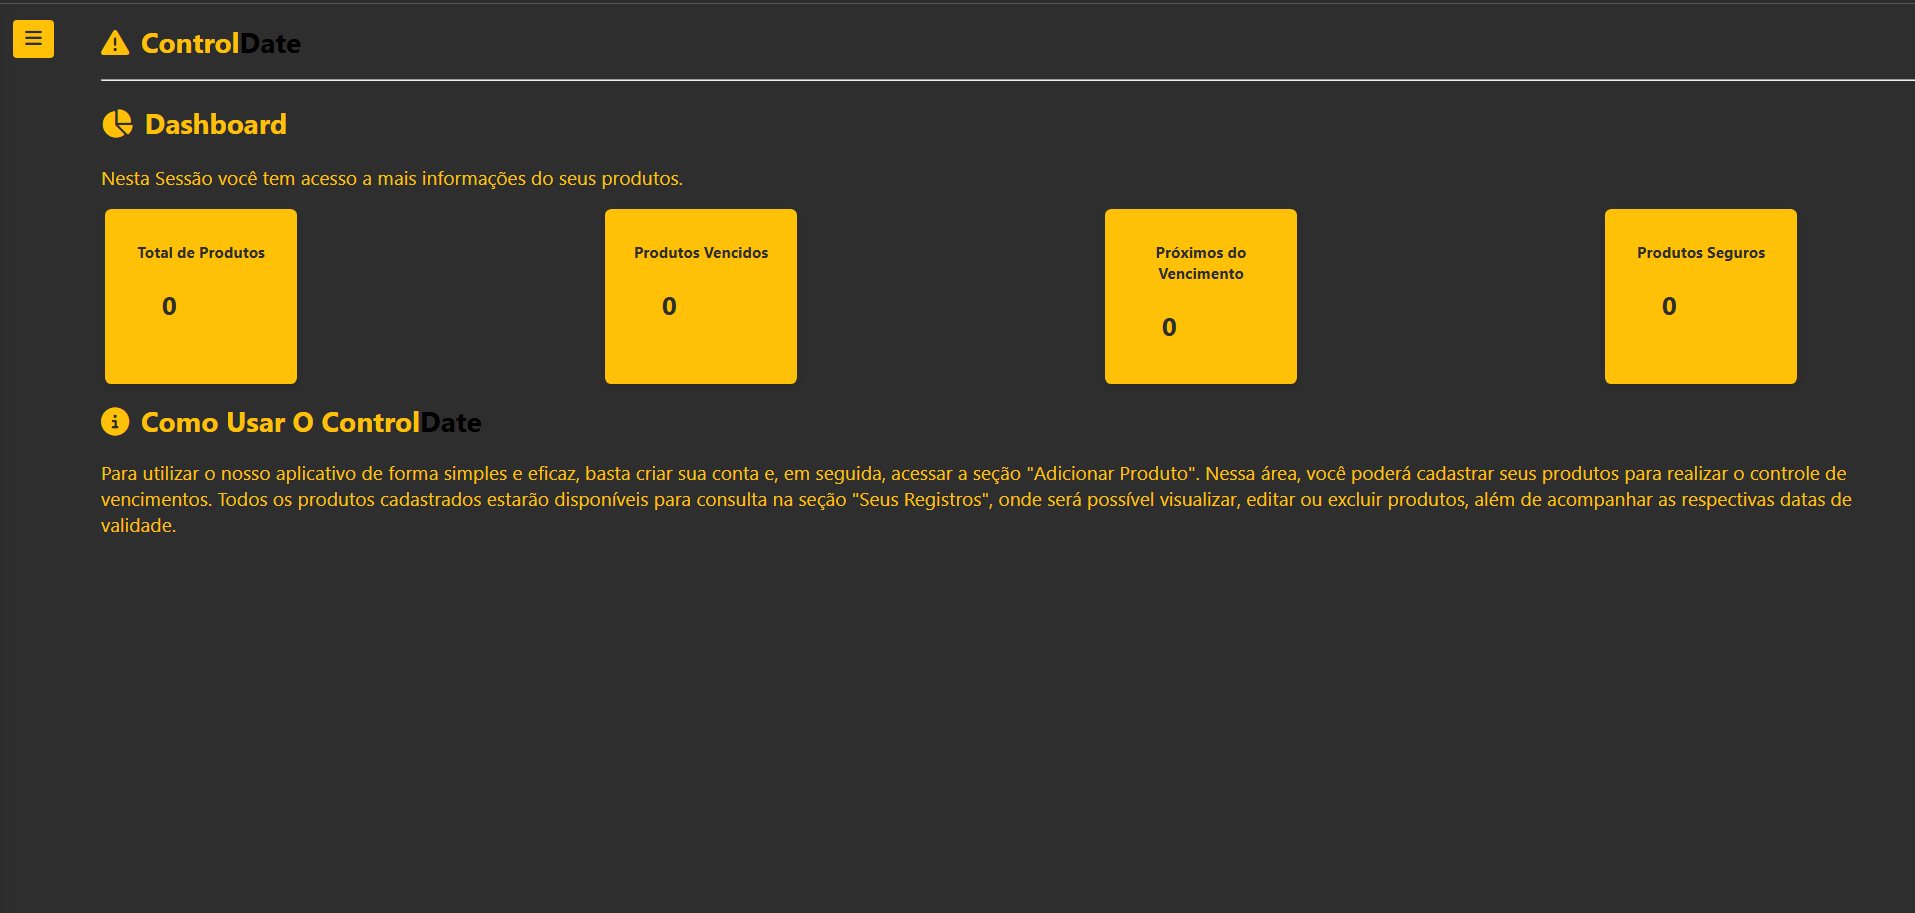 ControlDate
Dashboard
Nesta Sessão você tem acesso a mais informações do seus produtos.
Total de Produtos
0
Produtos Vencidos
0
Próximos do
Vencimento
0
Produtos Seguros
0
Como Usar O ControlDate
Para utilizar o nosso aplicativo de forma simples e eficaz, basta criar sua conta e, em seguida, acessar a seção "Adicionar Produto". Nessa área, você poderá cadastrar seus produtos para realizar o controle de
vencimentos. Todos os produtos cadastrados estarão disponíveis para consulta na seção "Seus Registros", onde será possível visualizar, editar ou excluir produtos, além de acompanhar as respectivas datas de
validade.